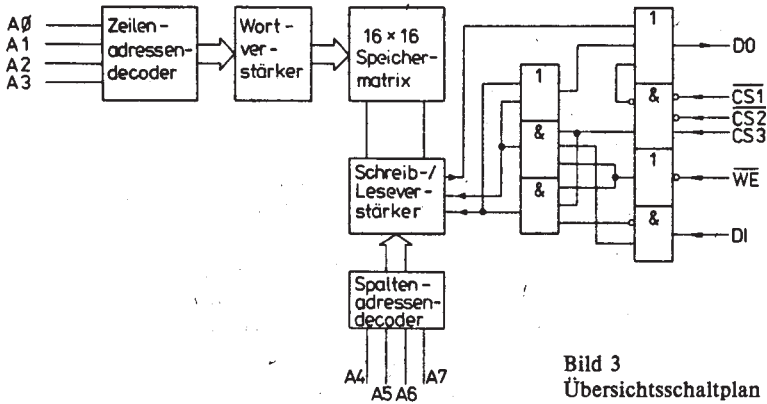 AØ
A1
A2
A3
Zeilen-
adressen-
decoder
Wort-
ver-
stärker
16 × 16
Speicher-
matrix
Schreib-/
Lesever-
stärker
Spalten-
adressen-
decoder
A4
A5
A6
A7
1
&
&
1
&
1
&
DO
CS1
CS2
CS3
WE
DI
Bild 3
Übersichtsschaltplan